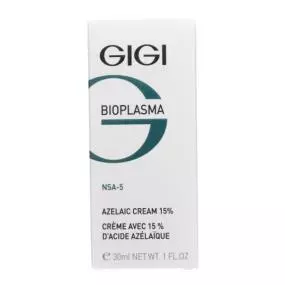 GIGI
BIOPLASMA
NSA-5
AZELAIC CREAM 15%
CRÈME AVEC 15 %
D'ACIDE AZÉLAÏQUE
℮ 30ml NET WT. 1 FL.OZ